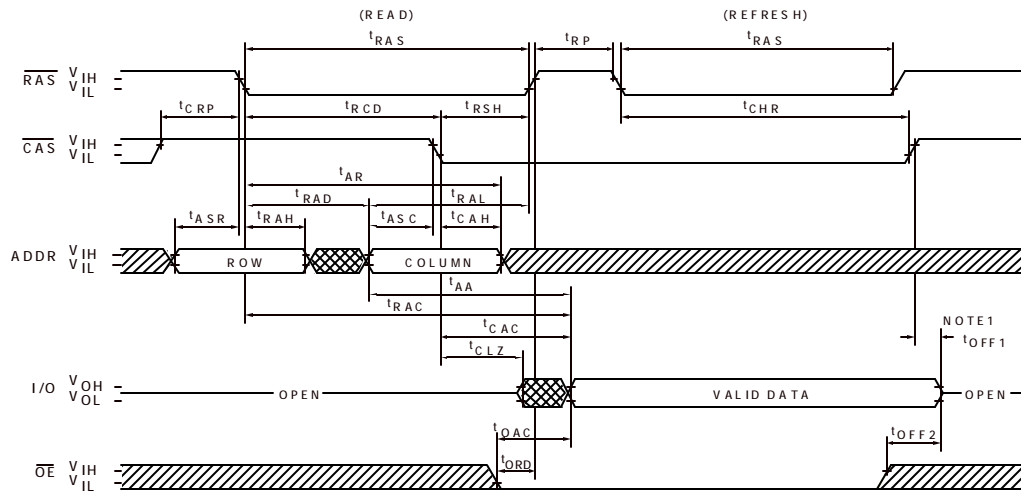 (READ) (REFRESH)
tRAS tRP tRAS
RAS VIH
VIL
tCRP tRCD tRSH tCHR
CAS VIH
VIL
tAR
tRAD tRAL
tASR tRAH tASC tCAH
ADDR VIH
VIL
ROW COLUMN
tAA
tRAC
tCAC NOTE1
tCLZ tOFF1
I/O VOH
VOL
OPEN VALID DATA OPEN
tOAC tOFF2
tORD
OE VIH
VIL